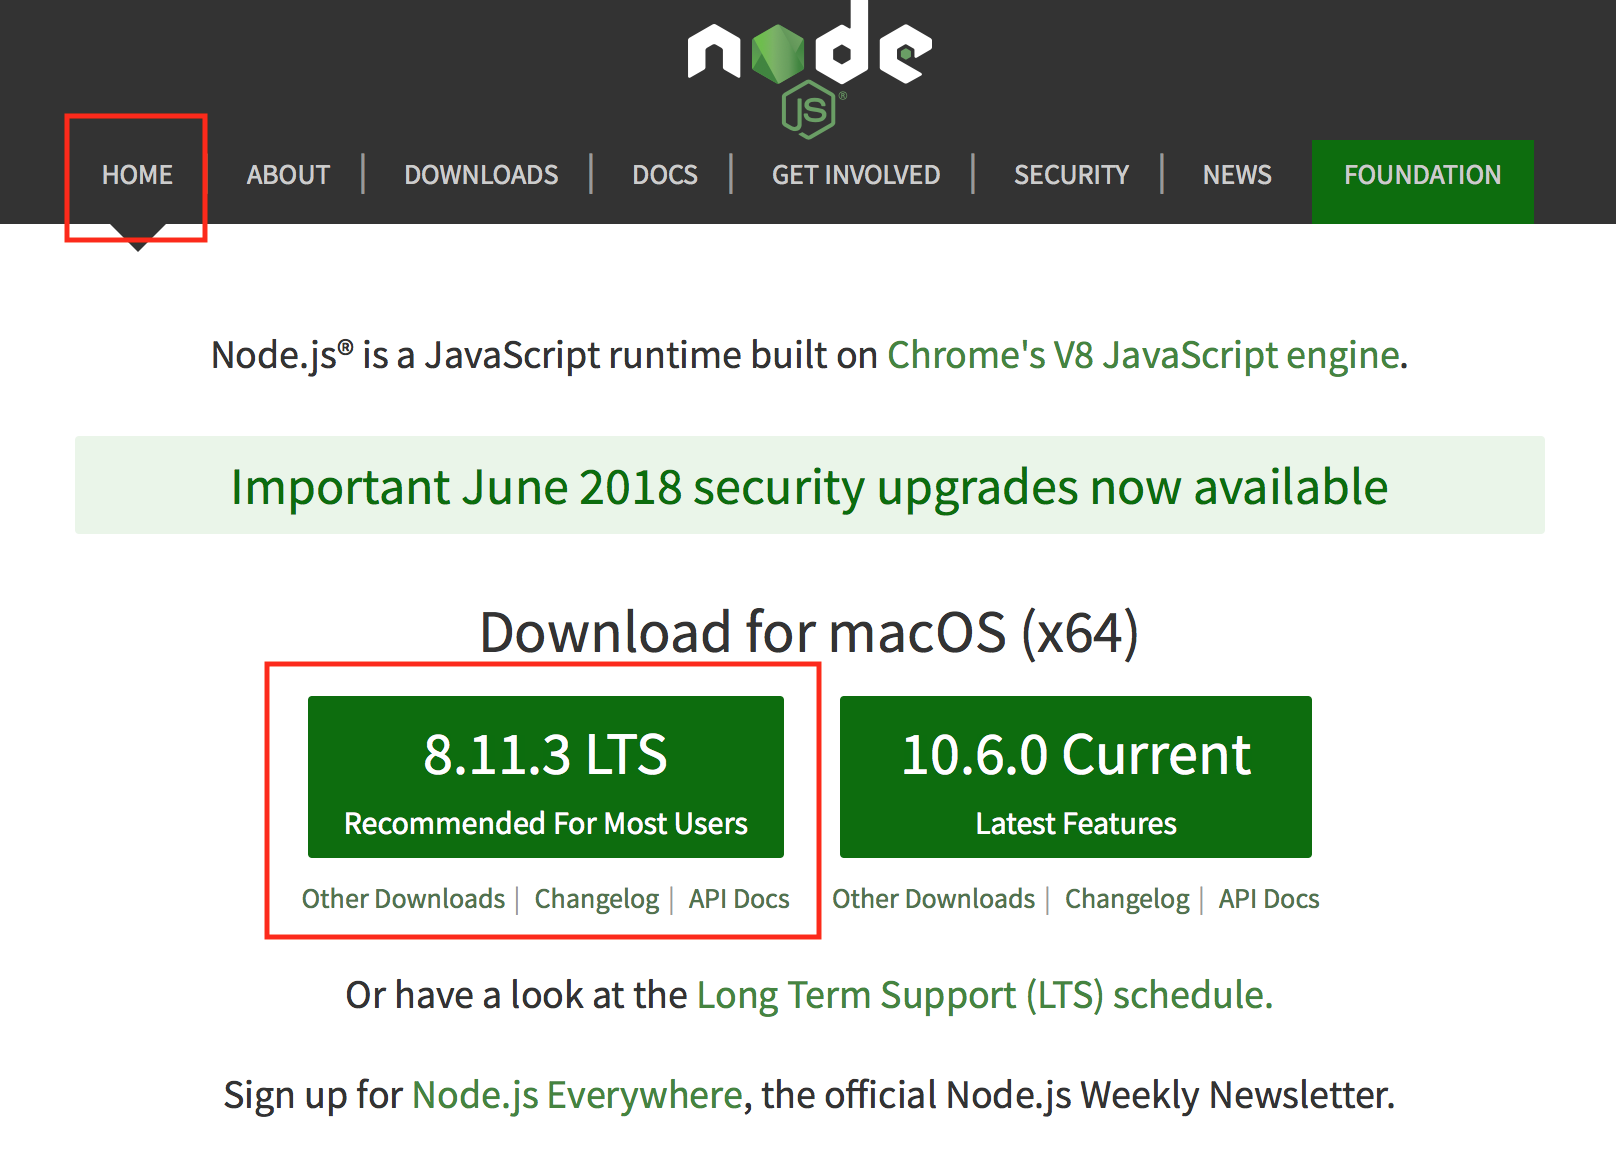 node
JS®
HOME ABOUT | DOWNLOADS | DOCS | GET INVOLVED | SECURITY | NEWS FOUNDATION
Node.js® is a JavaScript runtime built on Chrome's V8 JavaScript engine.
Important June 2018 security upgrades now available
Download for macOS (x64)
8.11.3 LTS
Recommended For Most Users
Other Downloads | Changelog | API Docs
10.6.0 Current
Latest Features
Other Downloads | Changelog | API Docs
Or have a look at the Long Term Support (LTS) schedule.
Sign up for Node.js Everywhere, the official Node.js Weekly Newsletter.